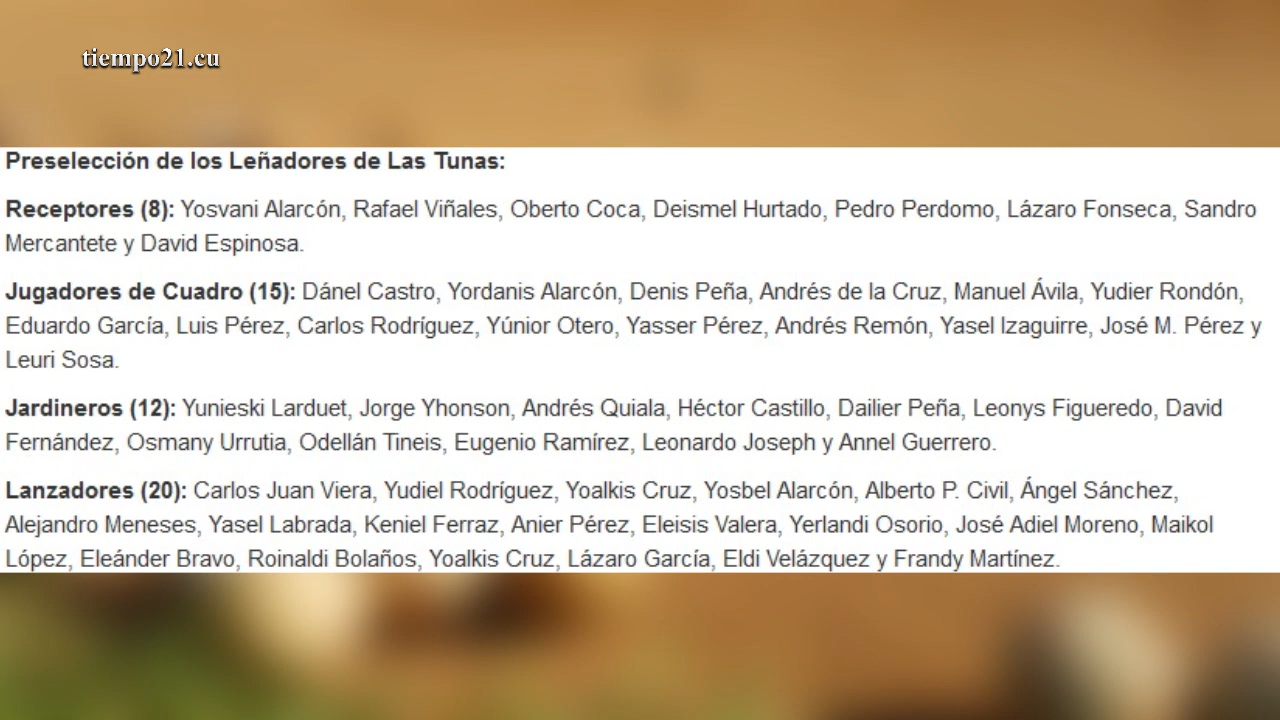 tiempo21.cu
Preselección de los Leñadores de Las Tunas:
Receptores (8): Yosvani Alarcón, Rafael Viñales, Oberto Coca, Deismel Hurtado, Pedro Perdomo, Lázaro Fonseca, Sandro
Mercantete y David Espinosa.
Jugadores de Cuadro (15): Dánel Castro, Yordanis Alarcón, Denis Peña, Andrés de la Cruz, Manuel Ávila, Yudier Rondón,
Eduardo García, Luis Pérez, Carlos Rodríguez, Yúnior Otero, Yasser Pérez, Andrés Remón, Yasel Izaguirre, José M. Pérez y
Leuri Sosa.
Jardineros (12): Yunieski Larduet, Jorge Yhonson, Andrés Quiala, Héctor Castillo, Dailier Peña, Leonys Figueredo, David
Fernández, Osmany Urrutia, Odellán Tineis, Eugenio Ramírez, Leonardo Joseph y Annel Guerrero.
Lanzadores (20): Carlos Juan Viera, Yudiel Rodríguez, Yoalkis Cruz, Yosbel Alarcón, Alberto P. Civil, Ángel Sánchez,
Alejandro Meneses, Yasel Labrada, Keniel Ferraz, Anier Pérez, Eleisis Valera, Yerlandi Osorio, José Adiel Moreno, Maikol
López, Eleánder Bravo, Roinaldi Bolaños, Yoalkis Cruz, Lázaro García, Eldi Velázquez y Frandy Martínez.